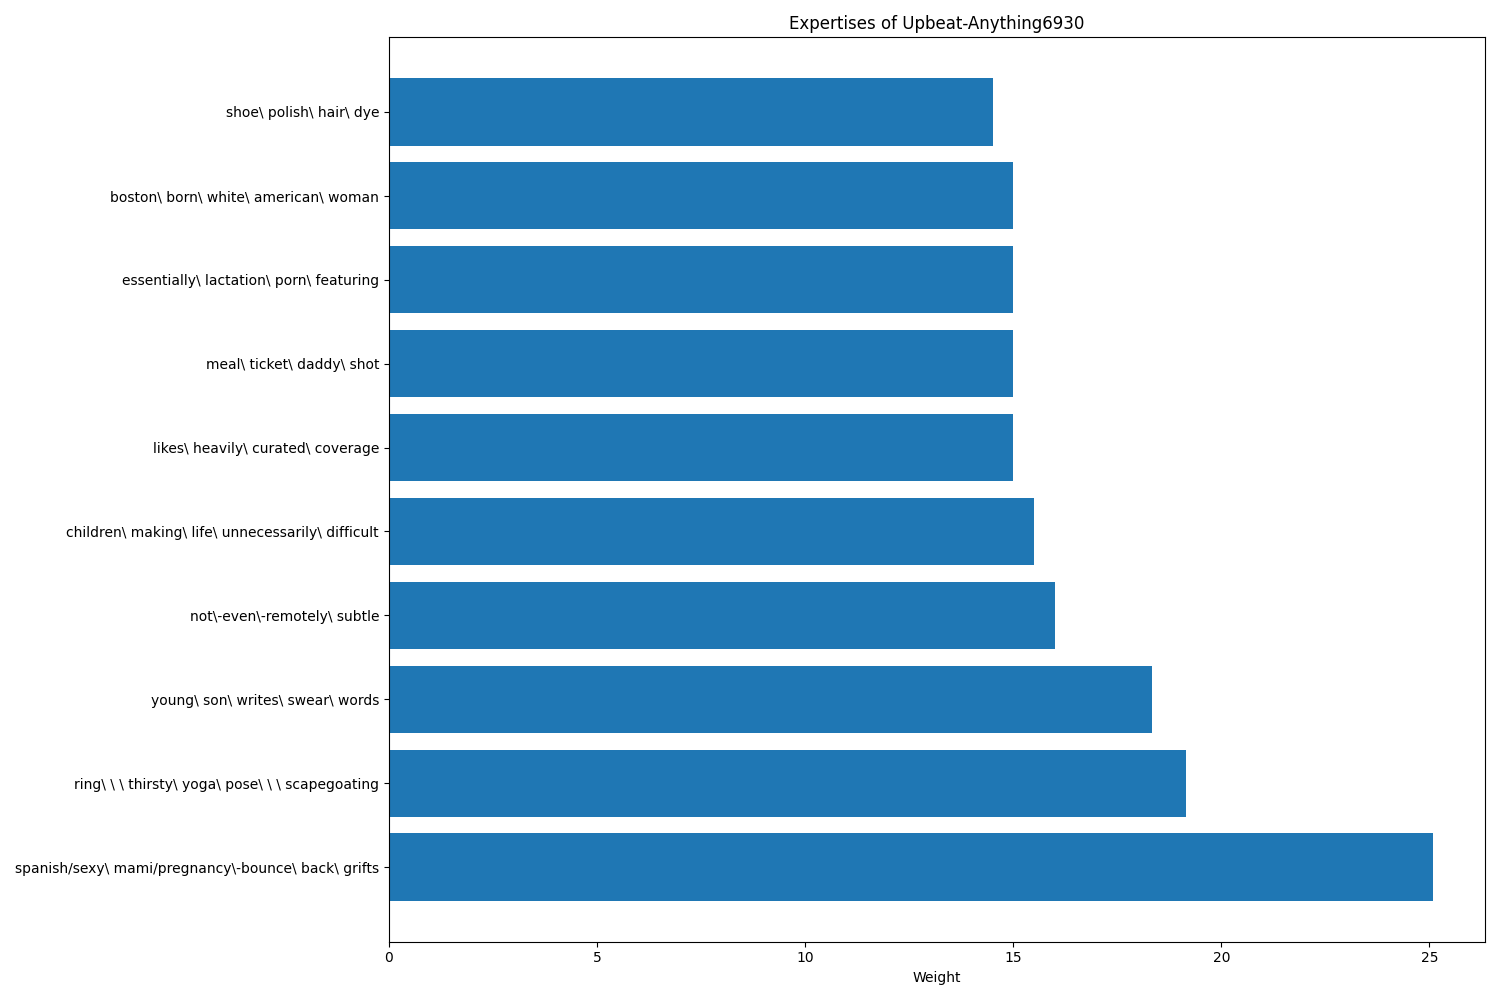 Expertises of Upbeat-Anything6930
shoe\ polish\ hair\ dye
boston\ born\ white\ american\ woman
essentially\ lactation\ porn\ featuring
meal\ ticket\ daddy\ shot
likes\ heavily\ curated\ coverage
children\ making\ life\ unnecessarily\ difficult
not\-even\-remotely\ subtle
young\ son\ writes\ swear\ words
ring\ \ \ thirsty\ yoga\ pose\ \ \ scapegoating
spanish/sexy\ mami/pregnancy\-bounce\ back\ grifts
0 5 10 15 20 25
Weight